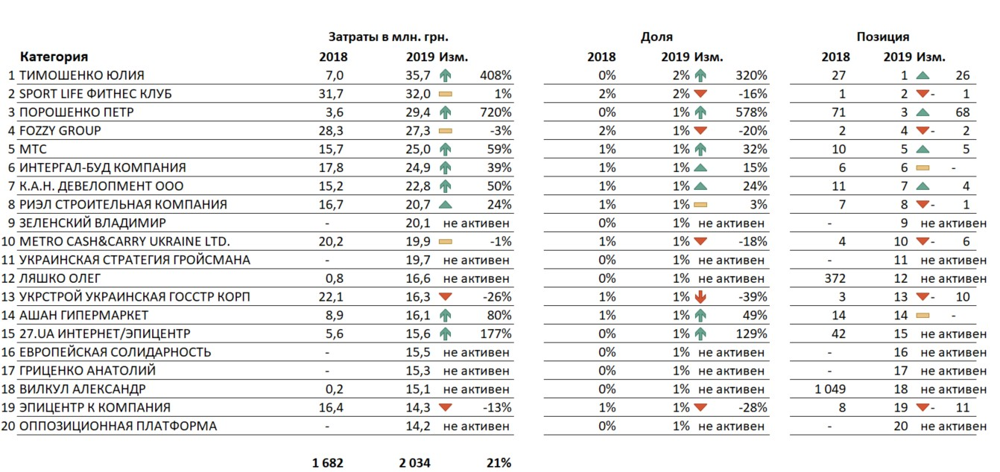 Затраты в млн. грн. Доля Позиция
Категория 2018 2019 Изм. 2018 2019 Изм. 2018 2019 Изм.
1 ТИМОШЕНКО ЮЛИЯ 7,0 35,7 408% 0% 2% 320% 27 1 26
2 SPORT LIFE ФИТНЕС КЛУБ 31,7 32,0 1% 2% 2% -16% 1 2 - 1
3 ПОРОШЕНКО ПЕТР 3,6 29,4 720% 0% 1% 578% 71 3 68
4 FOZZY GROUP 28,3 27,3 -3% 2% 1% -20% 2 4 - 2
5 МТС 15,7 25,0 59% 1% 1% 32% 10 5 5
6 ИНТЕРГАЛ-БУД КОМПАНИЯ 17,8 24,9 39% 1% 1% 15% 6 6 -
7 К.А.Н. ДЕВЕЛОПМЕНТ ООО 15,2 22,8 50% 1% 1% 24% 11 7 4
8 РИЭЛ СТРОИТЕЛЬНАЯ КОМПАНИЯ 16,7 20,7 24% 1% 1% 3% 7 8 - 1
9 ЗЕЛЕНСКИЙ ВЛАДИМИР - 20,1 не активен 0% 1% не активен - 9 не активен
10 METRO CASH&CARRY UKRAINE LTD. 20,2 19,9 -1% 1% 1% -18% 4 10 - 6
11 УКРАИНСКАЯ СТРАТЕГИЯ ГРОЙСМАНА - 19,7 не активен 0% 1% не активен - 11 не активен
12 ЛЯШКО ОЛЕГ 0,8 16,6 не активен 0% 1% не активен 372 12 не активен
13 УКРСТРОЙ УКРАИНСКАЯ ГОССТР КОРП 22,1 16,3 -26% 1% 1% -39% 3 13 - 10
14 АШАН ГИПЕРМАРКЕТ 8,9 16,1 80% 1% 1% 49% 14 14 -
15 27.UA ИНТЕРНЕТ/ЭПИЦЕНТР 5,6 15,6 177% 0% 1% 129% 42 15 не активен
16 ЕВРОПЕЙСКАЯ СОЛИДАРНОСТЬ - 15,5 не активен 0% 1% не активен - 16 не активен
17 ГРИЦЕНКО АНАТОЛИЙ - 15,3 не активен 0% 1% не активен - 17 не активен
18 ВИЛКУЛ АЛЕКСАНДР 0,2 15,1 не активен 0% 1% не активен 1 049 18 не активен
19 ЭПИЦЕНТР К КОМПАНИЯ 16,4 14,3 -13% 1% 1% -28% 8 19 - 11
20 ОППОЗИЦИОННАЯ ПЛАТФОРМА - 14,2 не активен 0% 1% не активен - 20 не активен
1 682 2 034 21%